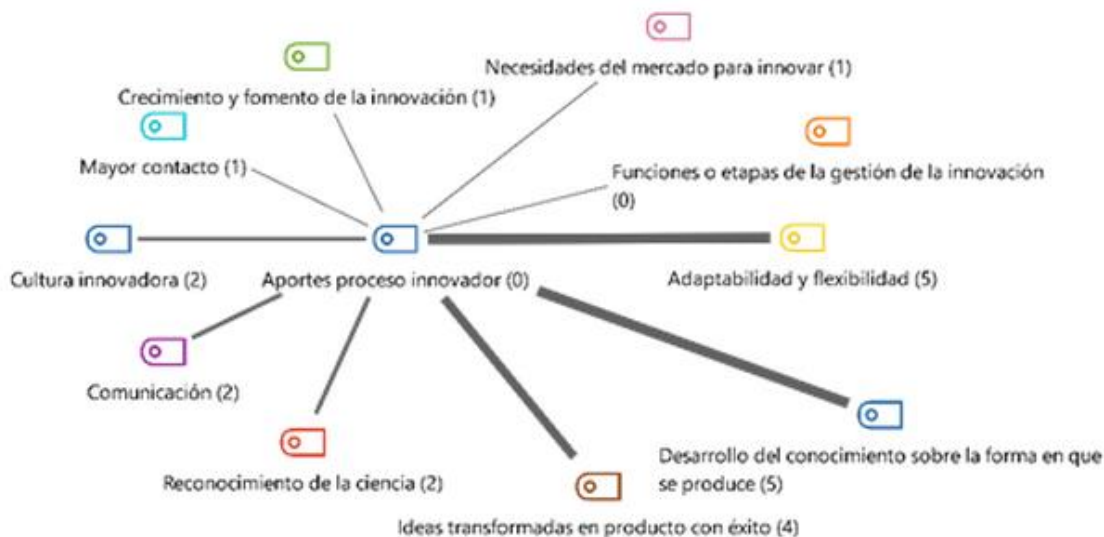 Necesidades del mercado para innovar (1)
Crecimiento y fomento de la innovación (1)
Mayor contacto (1)
Funciones o etapas de la gestión de la innovación
(0)
Cultura innovadora (2)
Aportes proceso innovador (0)
Adaptabilidad y flexibilidad (5)
Comunicación (2)
Reconocimiento de la ciencia (2)
Desarrollo del conocimiento sobre la forma en que
se produce (5)
Ideas transformadas en producto con éxito (4)